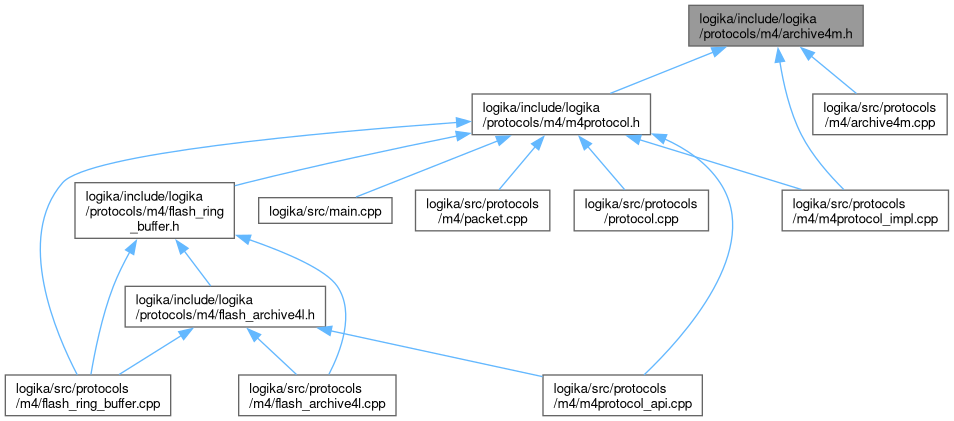 logika/include/logika
/protocols/m4/archive4m.h
logika/include/logika
/protocols/m4/m4protocol.h
logika/src/protocols
/m4/archive4m.cpp
logika/include/logika
/protocols/m4/flash_ring
_buffer.h
logika/src/main.cpp
logika/src/protocols
/m4/packet.cpp
logika/src/protocols
/protocol.cpp
logika/src/protocols
/m4/m4protocol_impl.cpp
logika/include/logika
/protocols/m4/flash_archive4l.h
logika/src/protocols
/m4/flash_ring_buffer.cpp
logika/src/protocols
/m4/flash_archive4l.cpp
logika/src/protocols
/m4/m4protocol_api.cpp